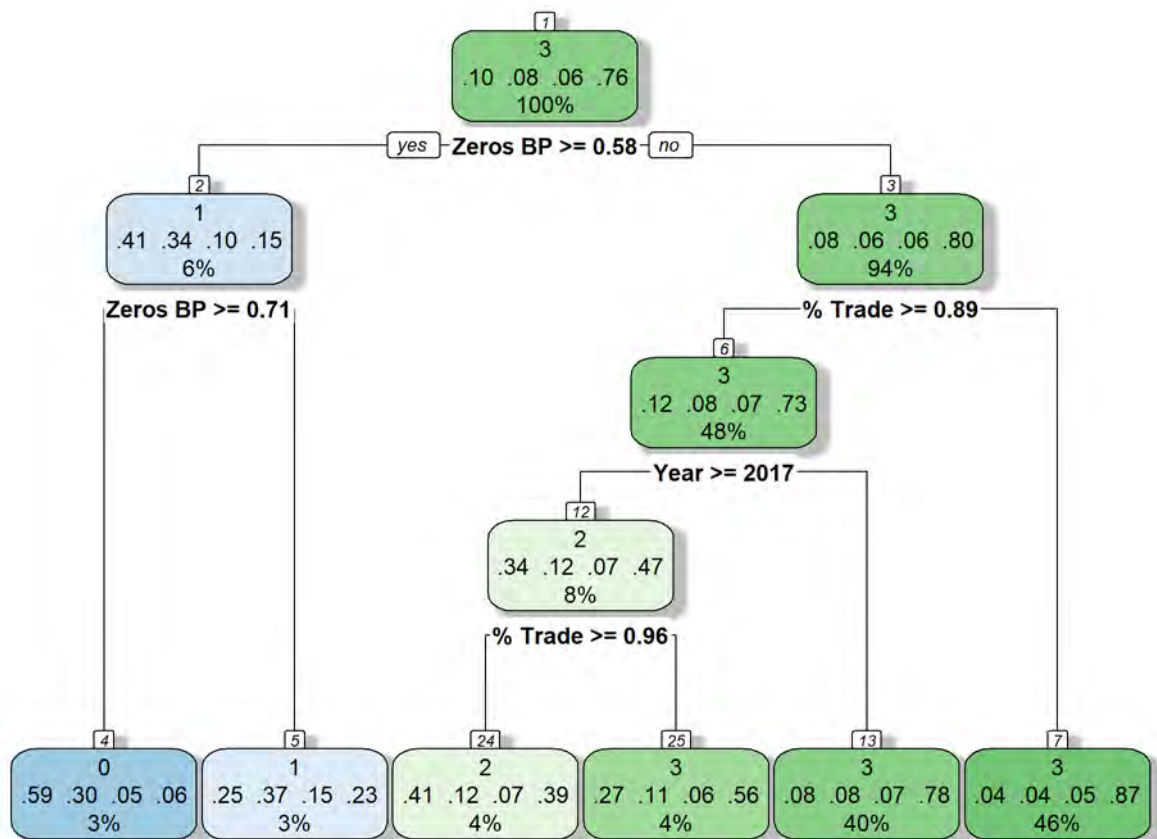 1
3
.10 .08 .06 .76
100%
yes Zeros BP >= 0.58 no
2
1
.41 .34 .10 .15
6%
Zeros BP >= 0.71
3
3
.08 .06 .06 .80
94%
% Trade >= 0.89
6
3
.12 .08 .07 .73
48%
Year >= 2017
12
2
.34 .12 .07 .47
8%
% Trade >= 0.96
4
0
.59 .30 .05 .06
3%
5
1
.25 .37 .15 .23
3%
24
2
.41 .12 .07 .39
4%
25
3
.27 .11 .06 .56
4%
13
3
.08 .08 .07 .78
40%
7
3
.04 .04 .05 .87
46%